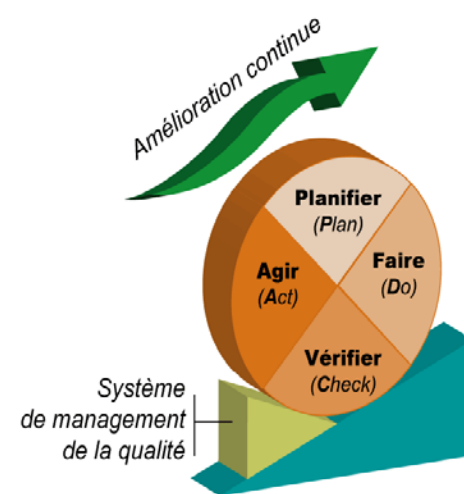 Amélioration continue
Planifier
(Plan)
Faire
(Do)
Agir
(Act)
Vérifier
(Check)
Système
de management
de la qualité